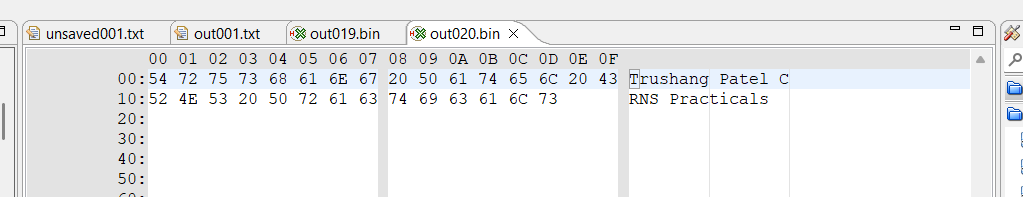 unsaved001.txt out001.txt out019.bin out020.bin
00 01 02 03 04 05 06 07 08 09 0A 0B 0C 0D 0E 0F
00:54 72 75 73 68 61 6E 67 20 50 61 74 65 6C 20 43 Trushang Patel C
10:52 4E 53 20 50 72 61 63 74 69 63 61 6C 73 RNS Practicals
20:
30:
40:
50: